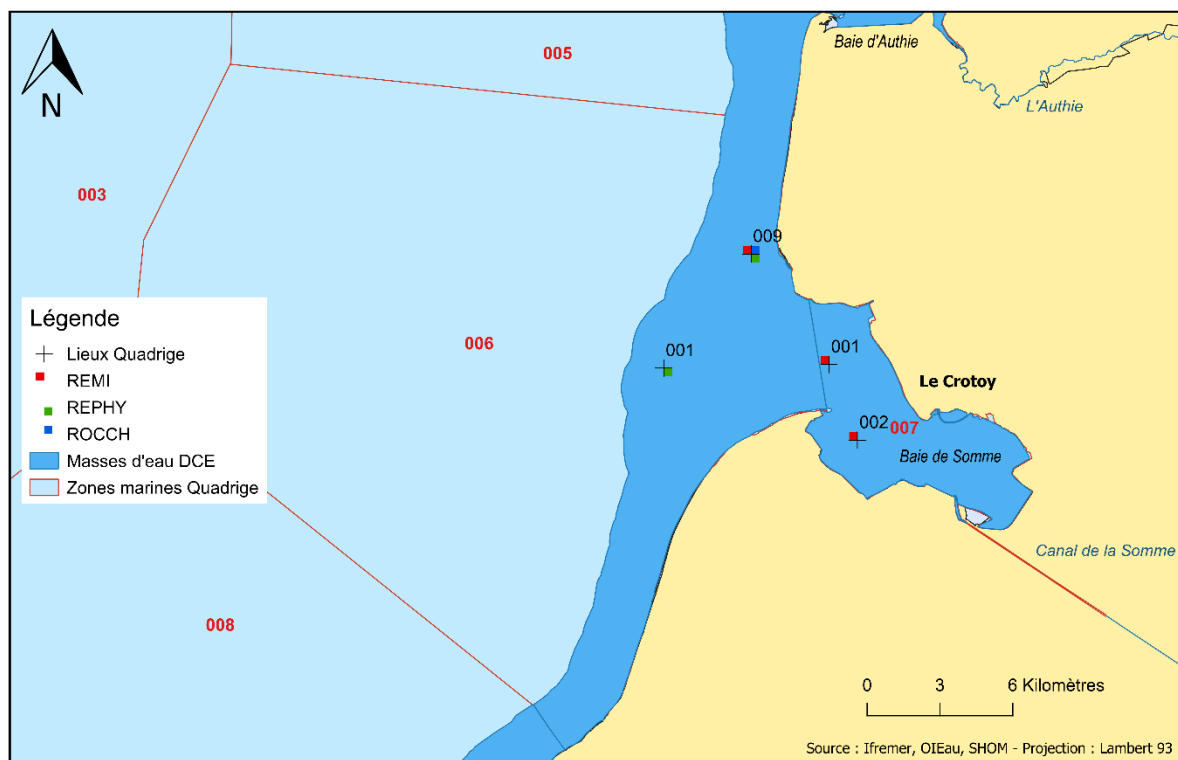 Baie d'Authie
005
N
L'Authie
003
009
Légende
Lieux Quadrige
REMI
REPHY
ROCCH
Masses d'eau DCE
Zones marines Quadrige
006
001
001
Le Crotoy
002
007
Baie de Somme
Canal de la Somme
008
0 3 6 Kilomètres
Source : Ifremer, OIEau, SHOM - Projection : Lambert 93